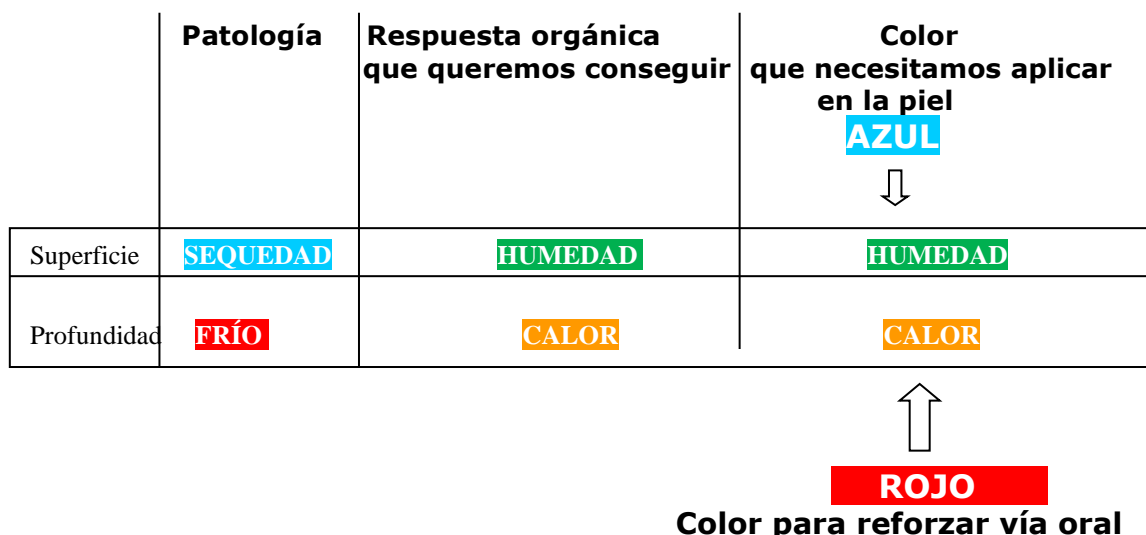 Patología
Respuesta orgánica
que queremos conseguir
Color
que necesitamos aplicar
en la piel
AZUL
Superficie SEQUEDAD HUMEDAD HUMEDAD
Profundidad FRÍO CALOR CALOR
ROJO
Color para reforzar vía oral